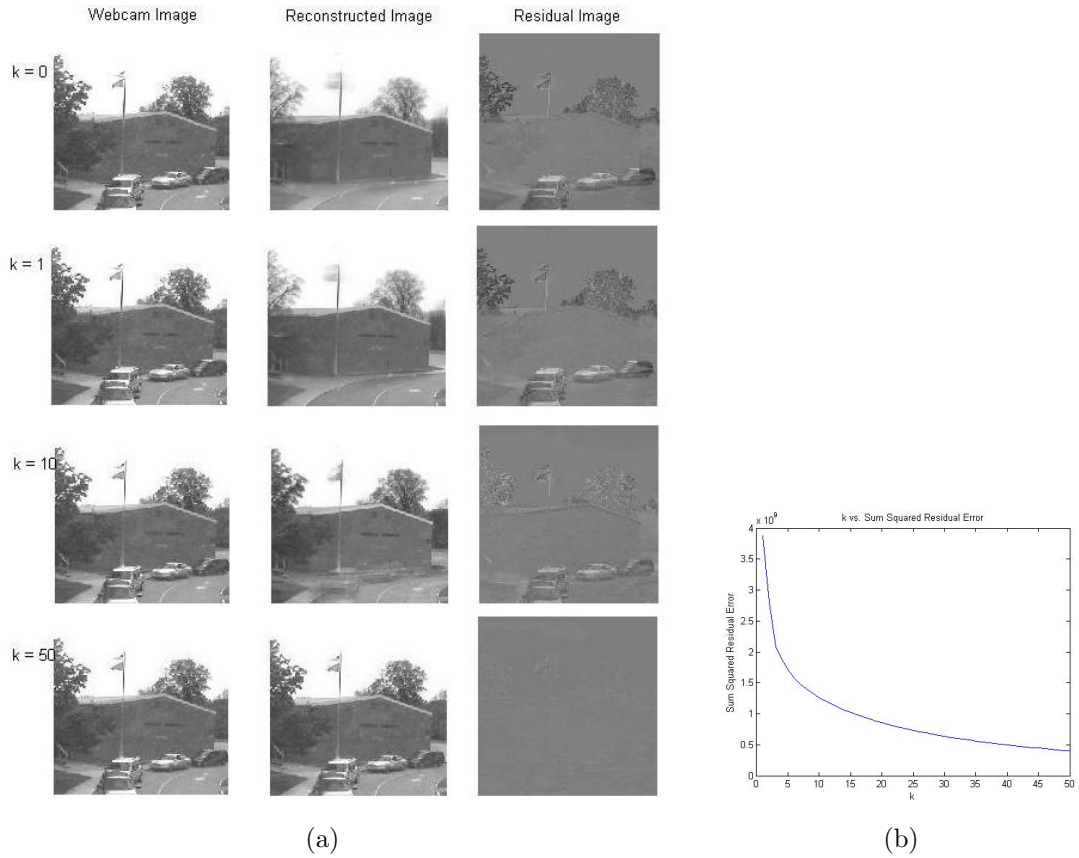 Webcam Image Reconstructed Image Residual Image
k = 0
k = 1
k = 10
k = 50
(a)
k vs. Sum Squared Residual Error
x 10^9
4
3.5
3
2.5
2
1.5
1
0.5
0
Sum Squared Residual Error
0 5 10 15 20 25 30 35 40 45 50
k
(b)